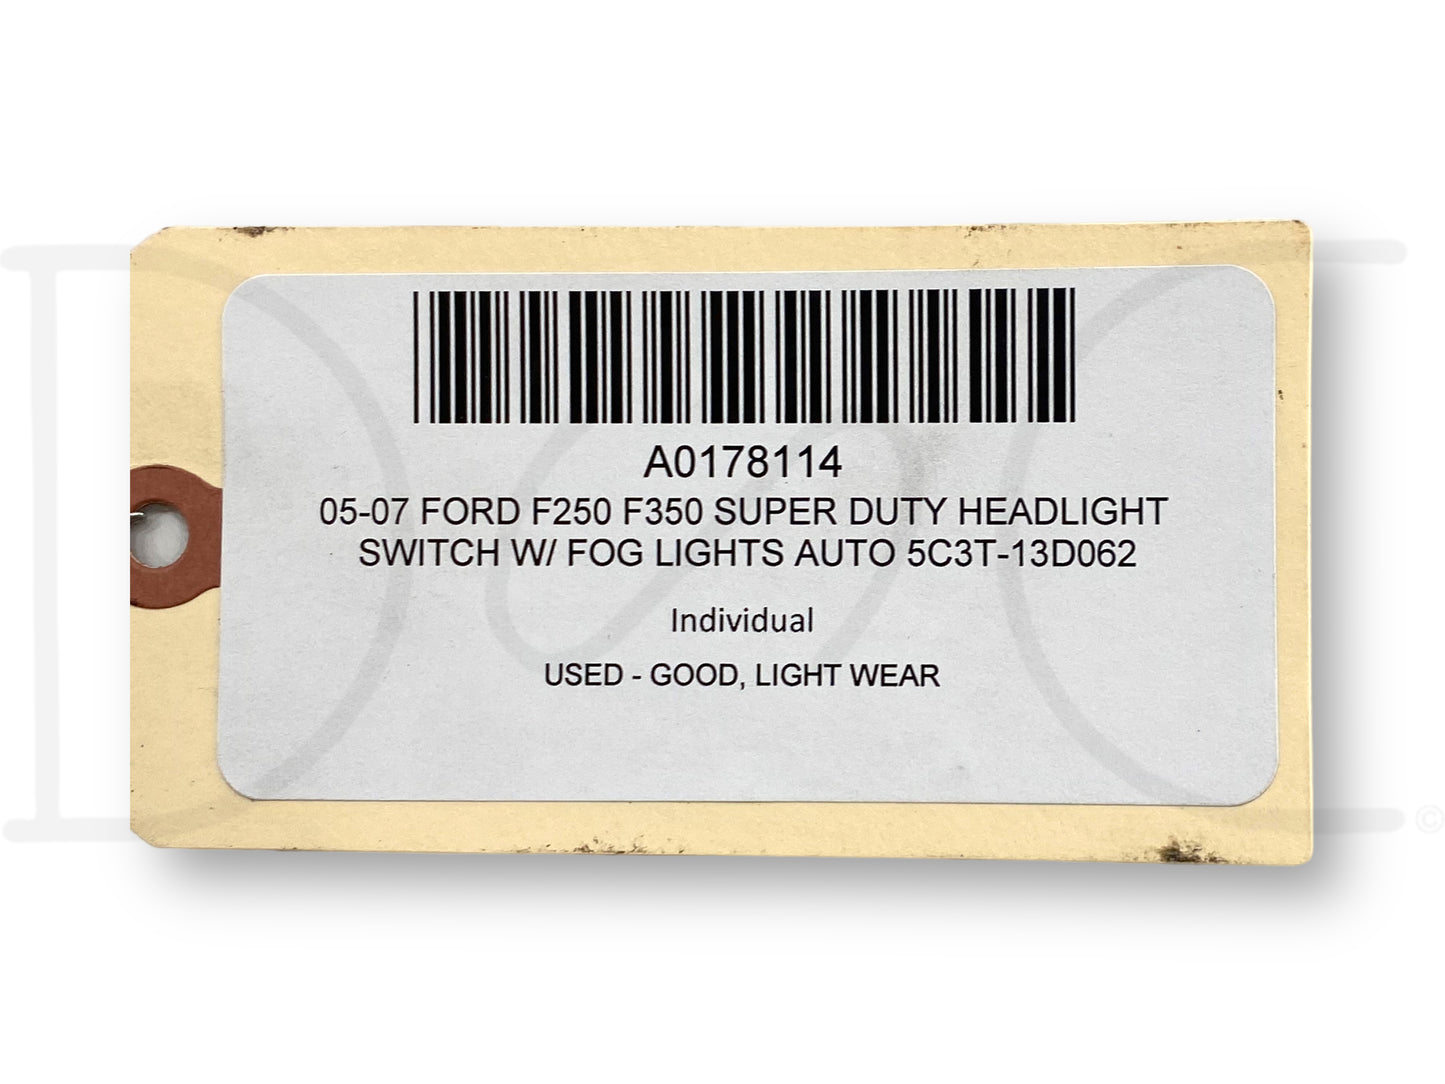 A0178114
05-07 FORD F250 F350 SUPER DUTY HEADLIGHT
SWITCH W/ FOG LIGHTS AUTO 5C3T-13D062
Individual
USED - GOOD, LIGHT WEAR
©